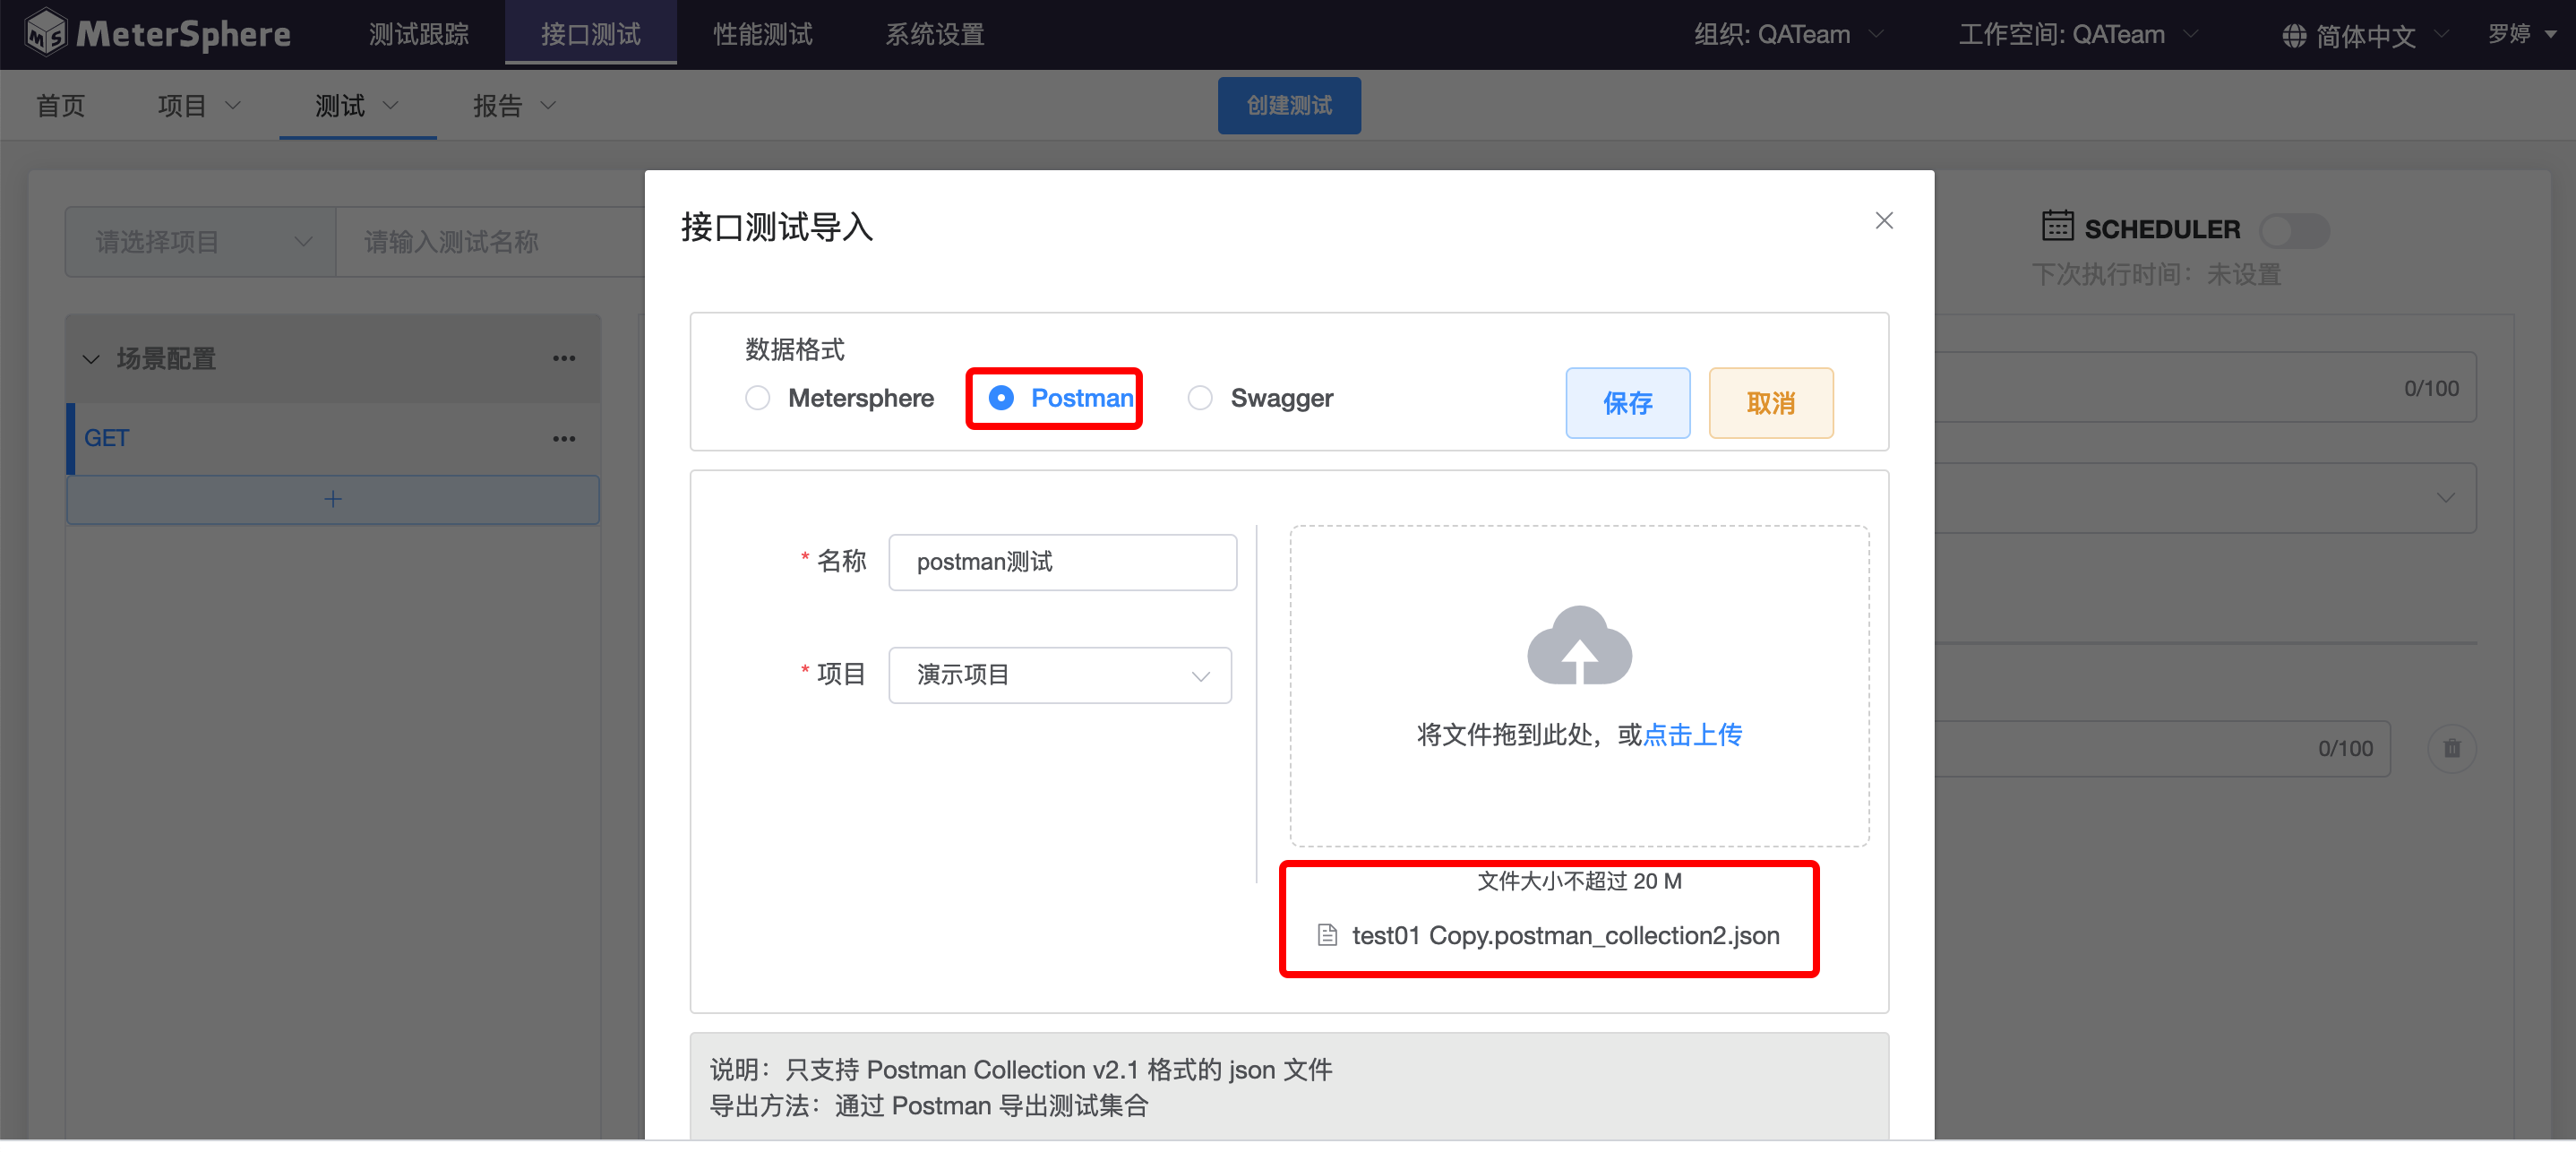 MeterSphere 测试跟踪 接口测试 性能测试 系统设置 组织: QATeam 工作空间: QATeam 简体中文 罗婷
首页 项目 测试 报告 创建测试
接口测试导入
请选择项目 请输入测试名称
SCHEDULER
下次执行时间：未设置
场景配置
数据格式
Metersphere Postman Swagger 保存 取消
0/100
GET
+
* 名称 postman测试
* 项目 演示项目
将文件拖到此处，或点击上传
0/100
文件大小不超过 20 M
test01 Copy.postman_collection2.json
说明：只支持 Postman Collection v2.1 格式的 json 文件
导出方法：通过 Postman 导出测试集合